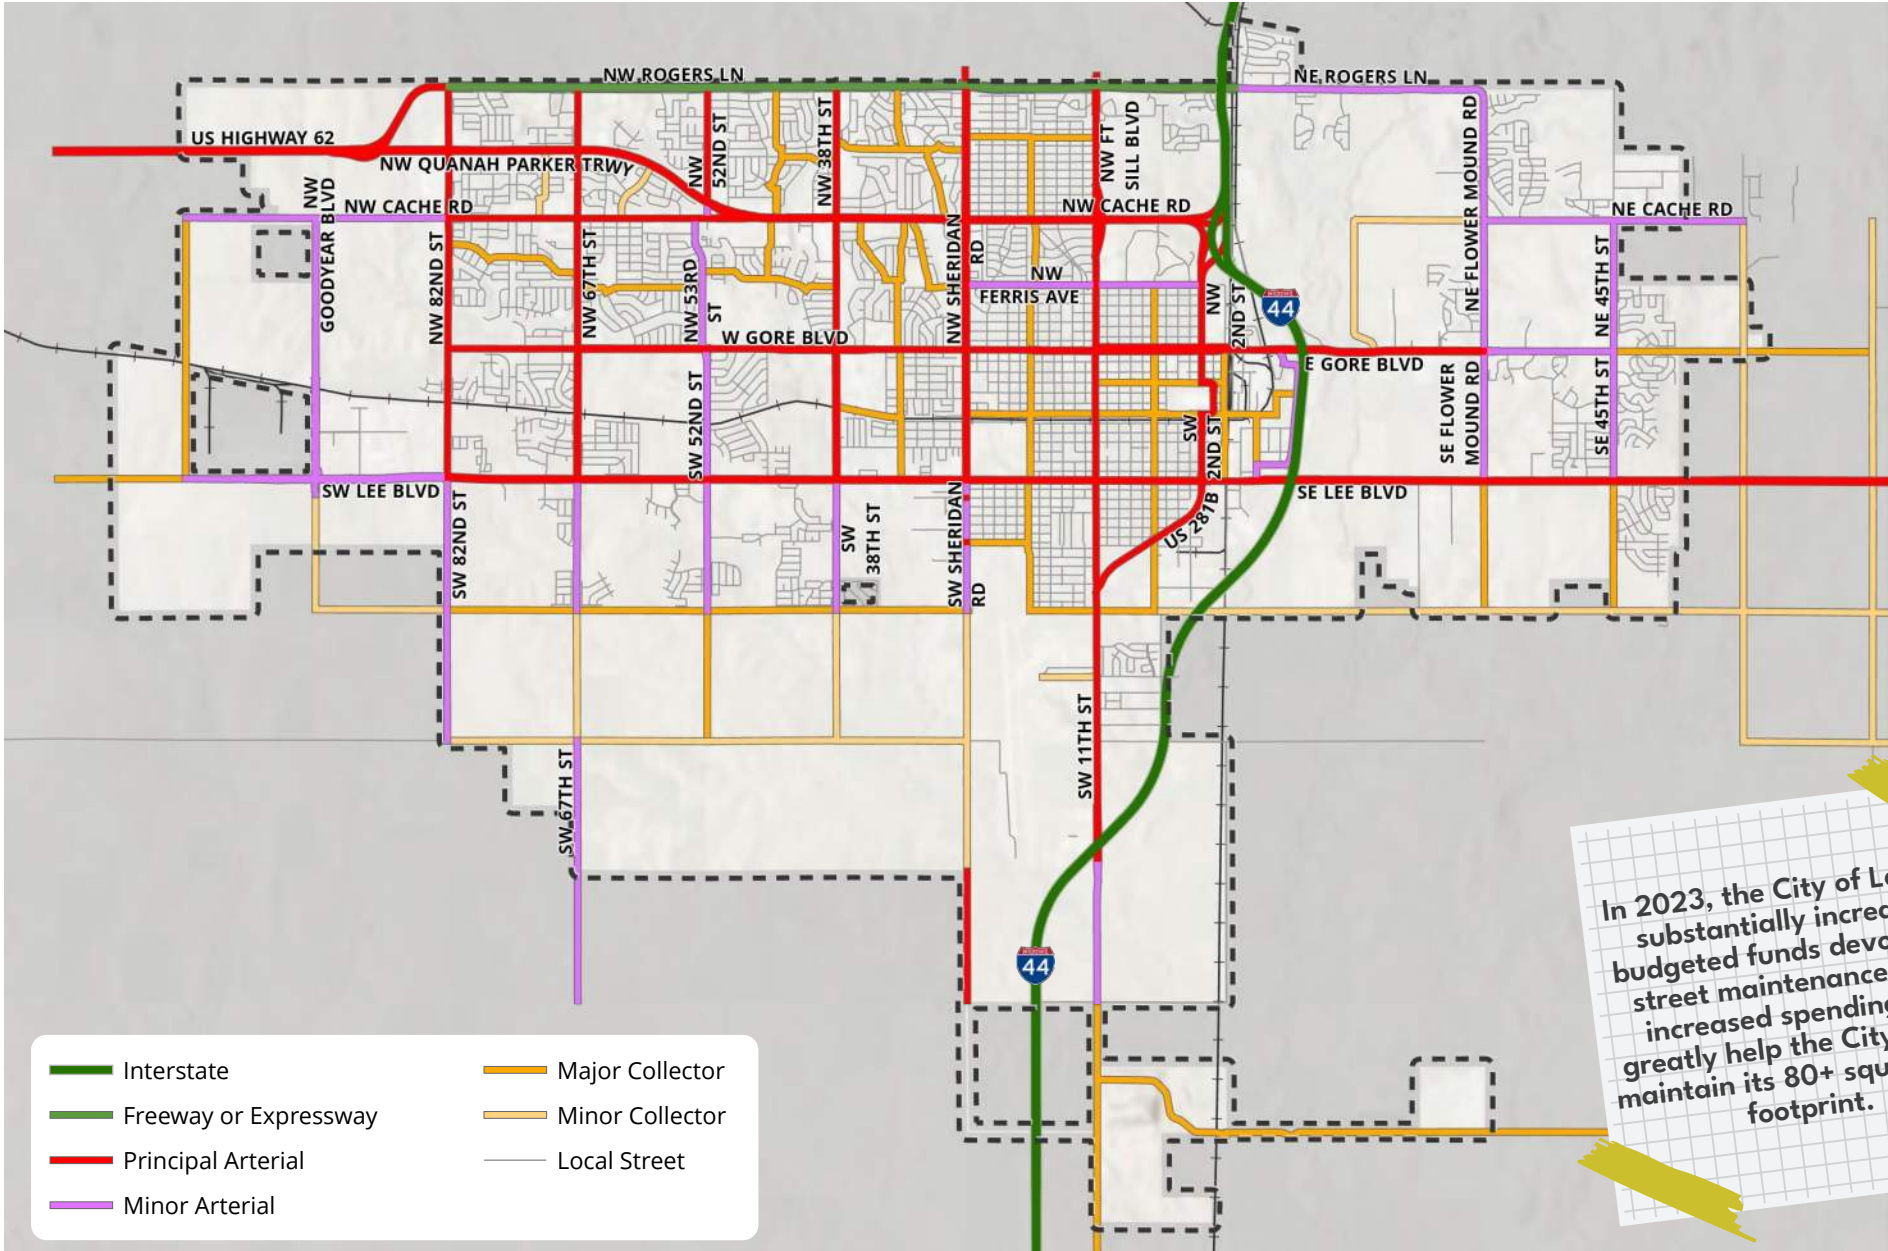 NW ROGERS LN
NE ROGERS LN
US HIGHWAY 62
NW QUANAH PARKER TRWY
NW
52ND ST
NW 38TH ST
NW FT
SILL BLVD
NE FLOWER MOUND RD
NW
GOODYEAR BLVD
NW CACHE RD
NW CACHE RD
NE CACHE RD
NW 82ND ST
NW 67TH ST
NW 53RD
ST
NW SHERIDAN
RD
NW
FERRIS AVE
NW
2ND ST
44
NE 45TH ST
W GORE BLVD
E GORE BLVD
SW 52ND ST
SW
2ND ST
SE FLOWER
MOUND RD
SE 45TH ST
SW LEE BLVD
SE LEE BLVD
SW 82ND ST
SW
38TH ST
SW SHERIDAN
RD
US 281B
SW 67TH ST
SW 11TH ST
44
In 2023, the City of
substantially
budgeted funds
street maintenance
increased
greatly help the City
maintain its 80+
footprint.
Interstate
Freeway or Expressway
Principal Arterial
Minor Arterial
Major Collector
Minor Collector
Local Street